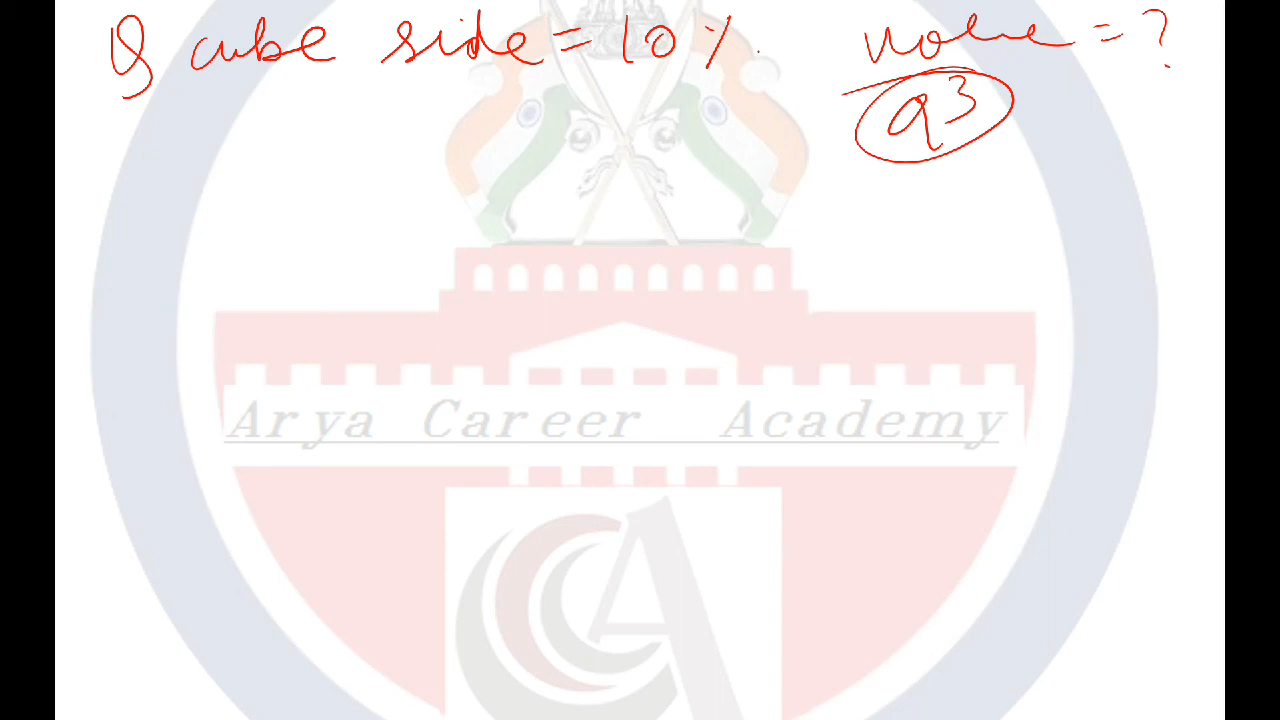 Q cube side = 10%. volume = ?
a3
Arya Career Academy